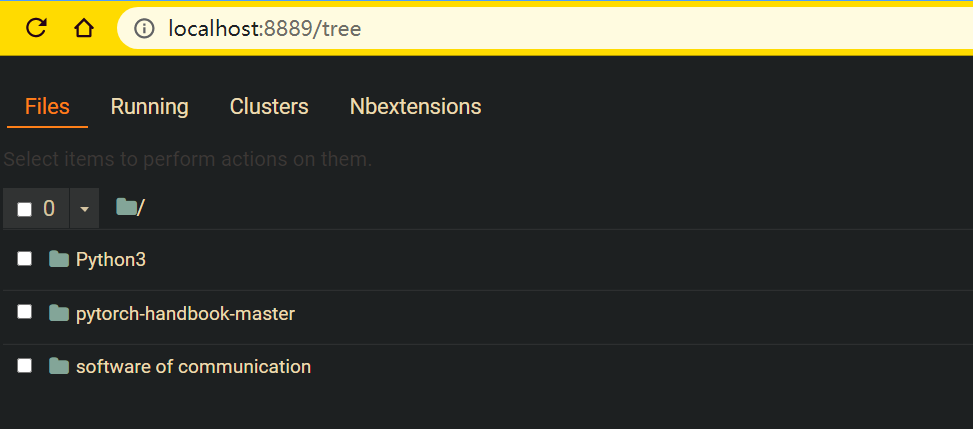 localhost:8889/tree
Files Running Clusters Nbextensions
Select items to perform actions on them.
0 /
Python3
pytorch-handbook-master
software of communication